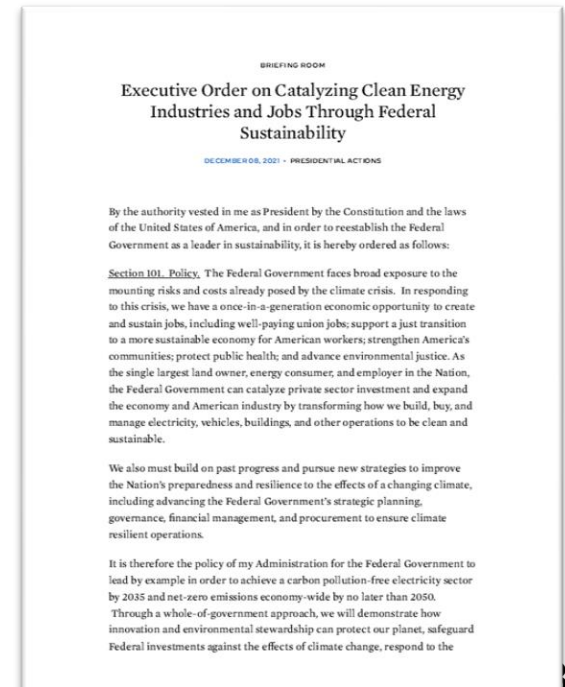 BRIEFING ROOM
Executive Order on Catalyzing Clean Energy
Industries and Jobs Through Federal
Sustainability
DECEMBER 08, 2021 • PRESIDENTIAL ACTIONS
By the authority vested in me as President by the Constitution and the laws
of the United States of America, and in order to reestablish the Federal
Government as a leader in sustainability, it is hereby ordered as follows:
Section 101. Policy. The Federal Government faces broad exposure to the
mounting risks and costs already posed by the climate crisis. In responding
to this crisis, we have a once-in-a-generation economic opportunity to create
and sustain jobs, including well-paying union jobs; support a just transition
to a more sustainable economy for American workers; strengthen America's
communities; protect public health; and advance environmental justice. As
the single largest land owner, energy consumer, and employer in the Nation,
the Federal Government can catalyze private sector investment and expand
the economy and American industry by transforming how we build, buy, and
manage electricity, vehicles, buildings, and other operations to be clean and
sustainable.
We also must build on past progress and pursue new strategies to improve
the Nation's preparedness and resilience to the effects of a changing climate,
including advancing the Federal Government's strategic planning,
governance, financial management, and procurement to ensure climate
resilient operations.
It is therefore the policy of my Administration for the Federal Government to
lead by example in order to achieve a carbon pollution-free electricity sector
by 2035 and net-zero emissions economy-wide by no later than 2050.
Through a whole-of-government approach, we will demonstrate how
innovation and environmental stewardship can protect our planet, safeguard
Federal investments against the effects of climate change, respond to the